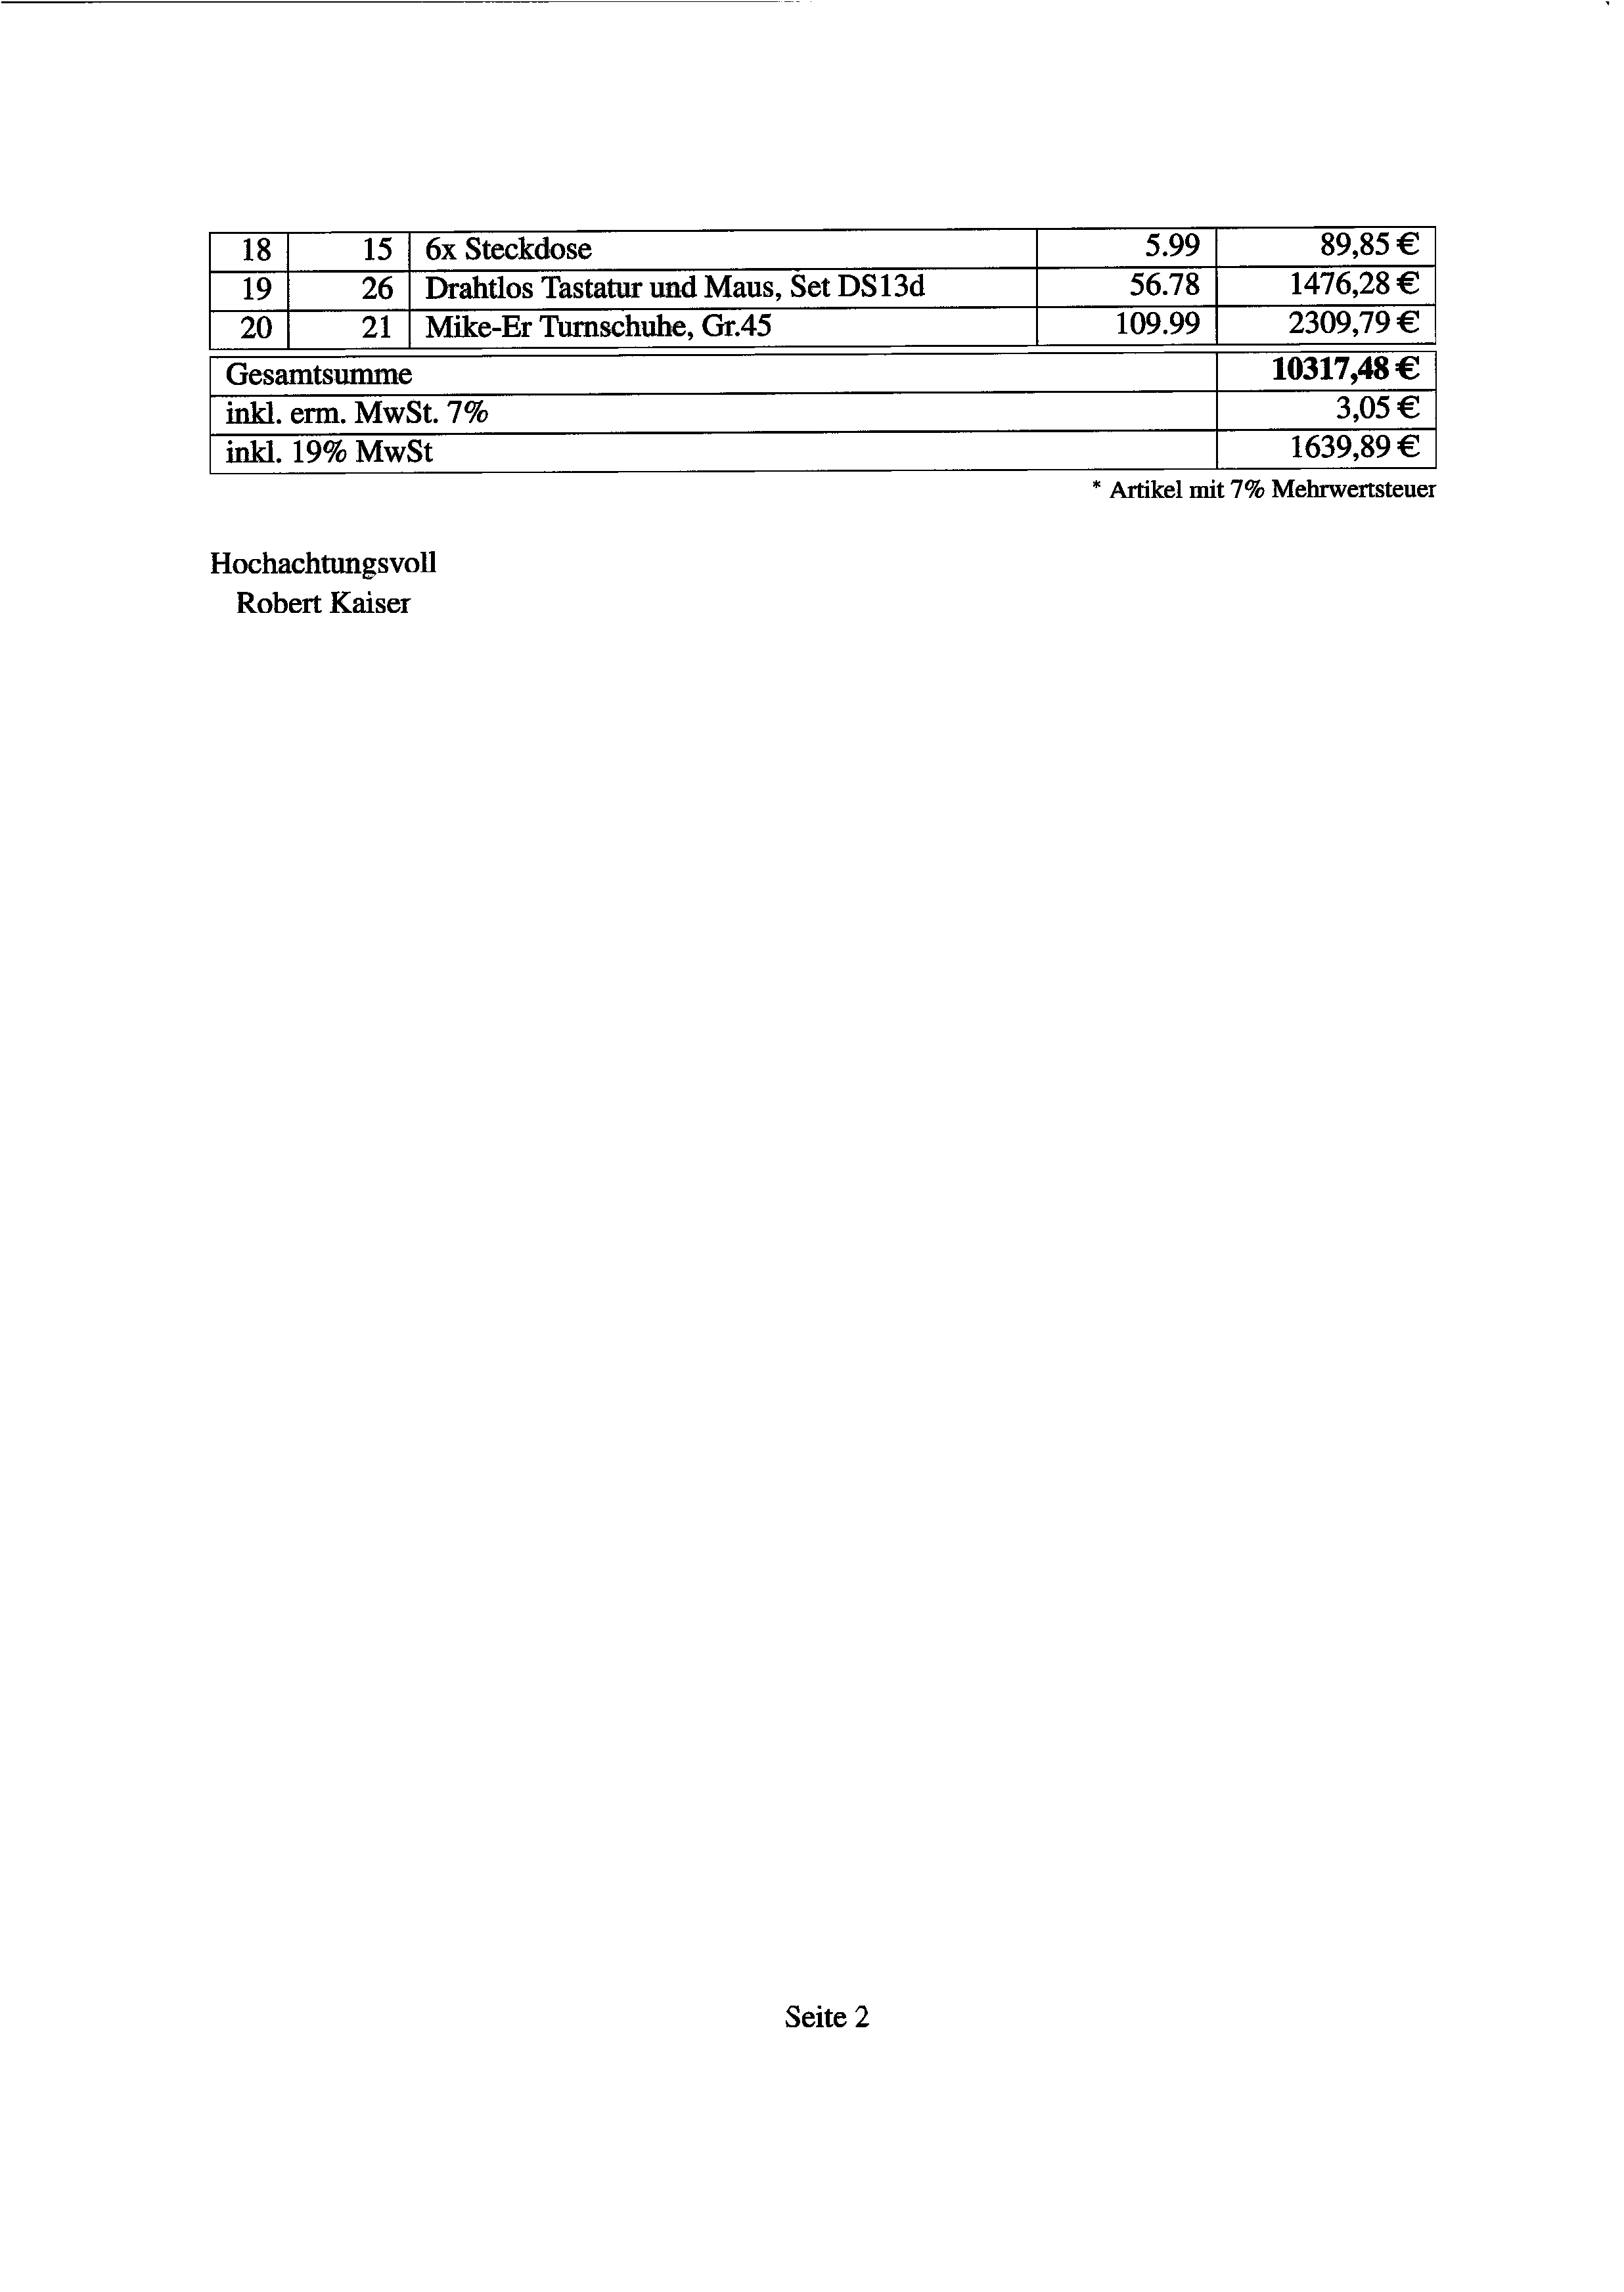 18 15 6x Steckdose 5.99 89,85 €
19 26 Drahtlos Tastatur und Maus, Set DS13d 56.78 1476,28 €
20 21 Mike-Er Turnschuhe, Gr.45 109.99 2309,79 €
Gesamtsumme 10317,48 €
inkl. erm. MwSt. 7% 3,05 €
inkl. 19% MwSt 1639,89 €
* Artikel mit 7% Mehrwertsteuer
Hochachtungsvoll
Robert Kaiser
Seite 2